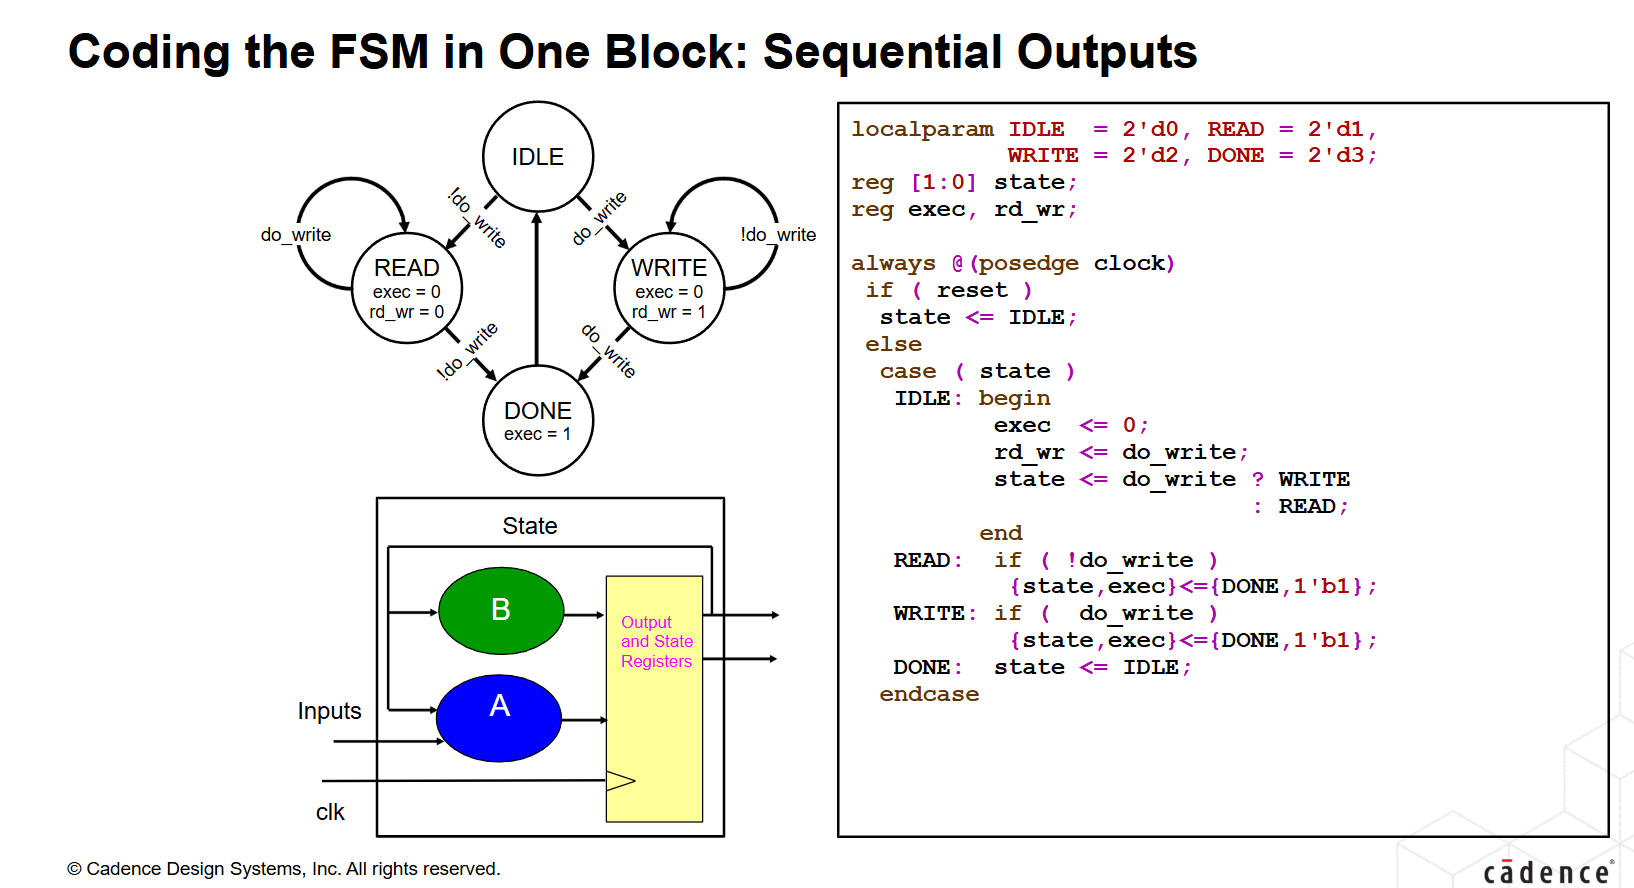 Coding the FSM in One Block: Sequential Outputs
IDLE
!do_write
do_write
do_write
READ
exec = 0
rd_wr = 0
WRITE
exec = 0
rd_wr = 1
!do_write
!do_write
do_write
DONE
exec = 1
State
B
A
Output
and State
Registers
Inputs
clk
localparam IDLE  = 2'd0, READ = 2'd1,
WRITE = 2'd2, DONE = 2'd3;
reg [1:0] state;
reg exec, rd_wr;
always @(posedge clock)
if ( reset )
state <= IDLE;
else
case ( state )
IDLE: begin
exec  <= 0;
rd_wr <= do_write;
state <= do_write ? WRITE
: READ;
end
READ:  if ( !do_write )
{state,exec}<={DONE,1'b1};
WRITE: if (  do_write )
{state,exec}<={DONE,1'b1};
DONE:  state <= IDLE;
endcase
© Cadence Design Systems, Inc. All rights reserved.
cādence®